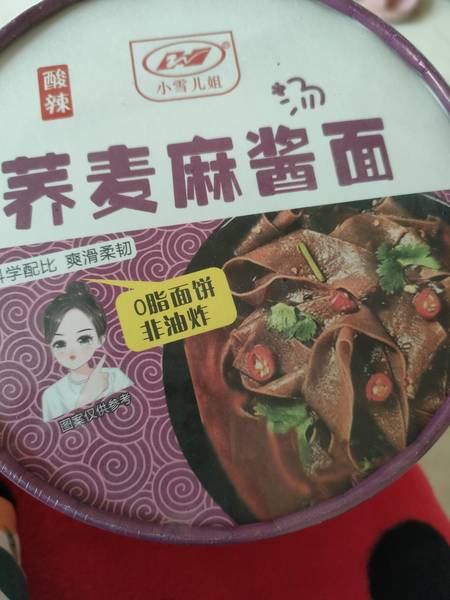 酸辣
小雪儿姐
荞麦麻酱面
科学配比 爽滑柔韧
0脂面饼
非油炸
图案仅供参考